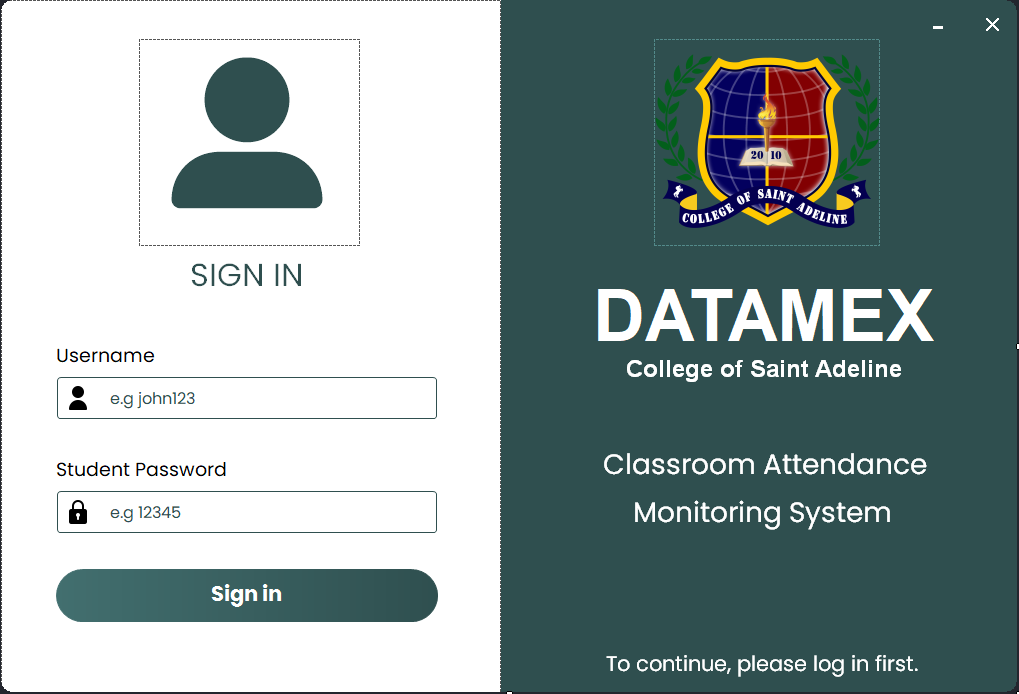 SIGN IN
Username
e.g john123
Student Password
e.g 12345
Sign in
20 10
COLLEGE OF SAINT ADELINE
DATAMEX
College of Saint Adeline
Classroom Attendance
Monitoring System
To continue, please log in first.